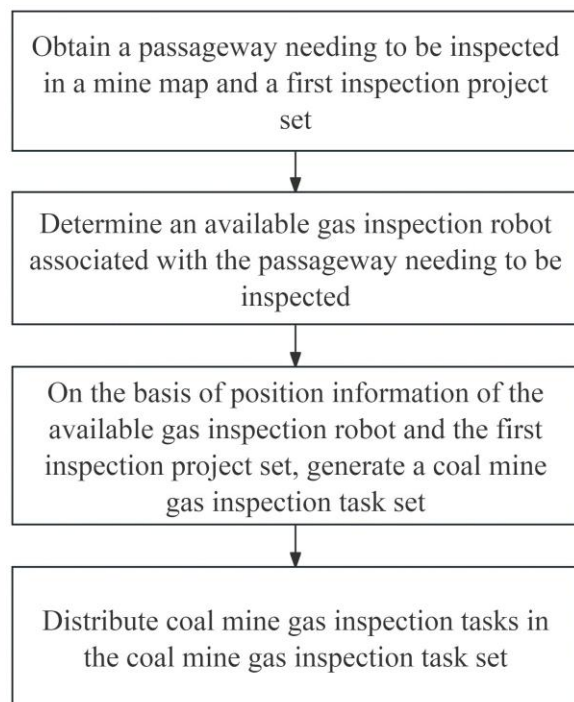 Obtain a passageway needing to be inspected
in a mine map and a first inspection project
set
Determine an available gas inspection robot
associated with the passageway needing to be
inspected
On the basis of position information of the
available gas inspection robot and the first
inspection project set, generate a coal mine
gas inspection task set
Distribute coal mine gas inspection tasks in
the coal mine gas inspection task set